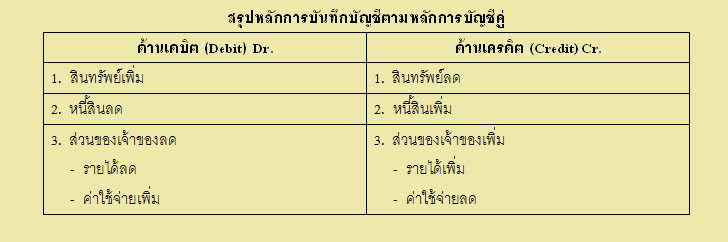 สรุปหลักการบันทึกบัญชีตามหลักการบัญชีคู่
ด้านเดบิต (Debit) Dr.
ด้านเครดิต (Credit) Cr.
1. สินทรัพย์เพิ่ม
1. สินทรัพย์ลด
2. หนี้สินลด
2. หนี้สินเพิ่ม
3. ส่วนของเจ้าของลด
3. ส่วนของเจ้าของเพิ่ม
- รายได้ลด
- รายได้เพิ่ม
- ค่าใช้จ่ายเพิ่ม
- ค่าใช้จ่ายลด